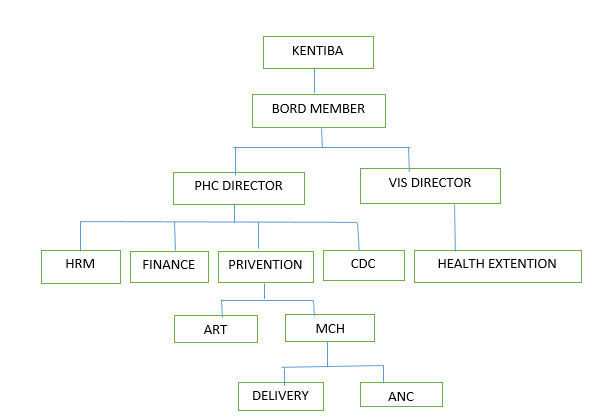 KENTIBA
BORD MEMBER
PHC DIRECTOR
VIS DIRECTOR
HRM
FINANCE
PRIVENTION
CDC
HEALTH EXTENTION
ART
MCH
DELIVERY
ANC